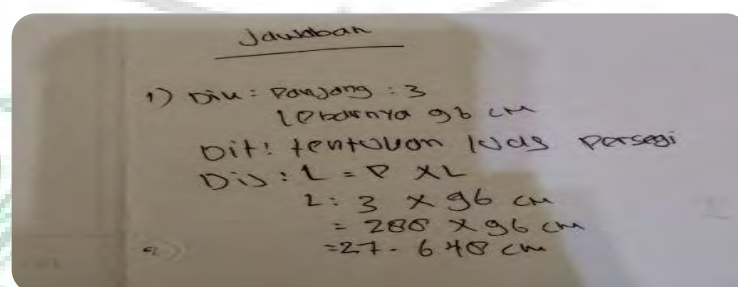 Jawaban
1) Dik : Panjang : 3
Lebarnya 96 cm
Dit : tentukan luas persegi
Dij : L = P x L
L : 3 x 96 cm
= 288 x 96 cm
= 27.648 cm
2)